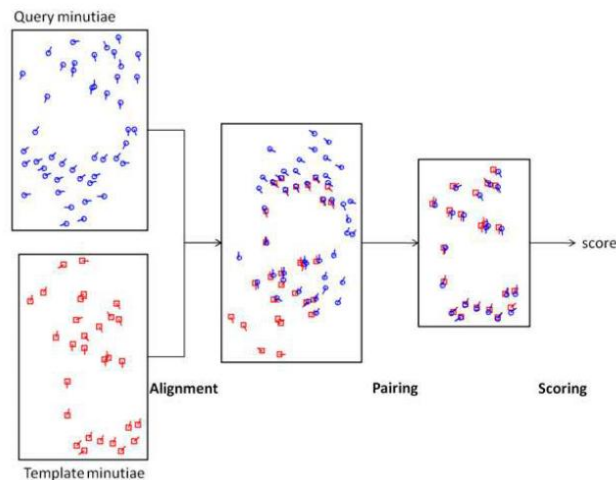 Query minutiae
score
Alignment
Pairing
Scoring
Template minutiae